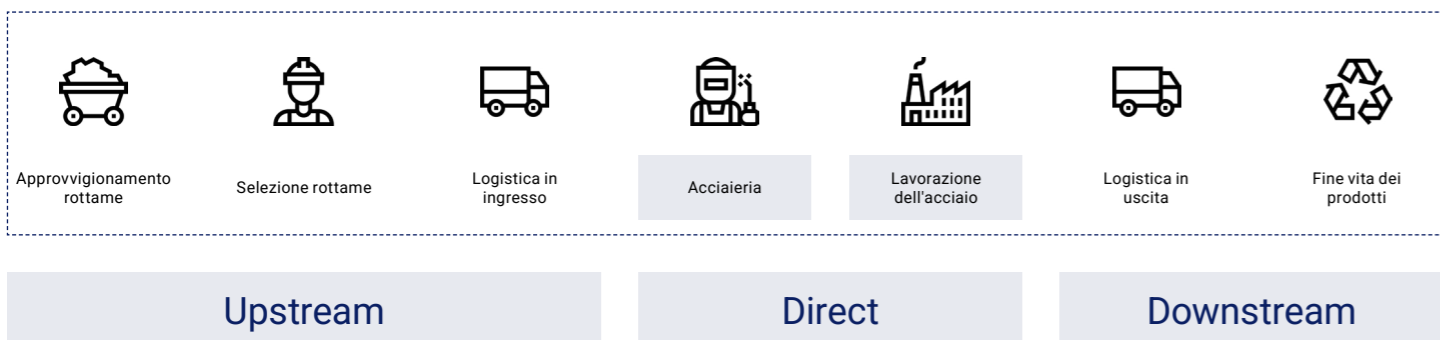 Approvvigionamento
rottame
Selezione rottame
Logistica in
ingresso
Acciaieria
Lavorazione
dell'acciaio
Logistica in
uscita
Fine vita dei
prodotti
Upstream
Direct
Downstream